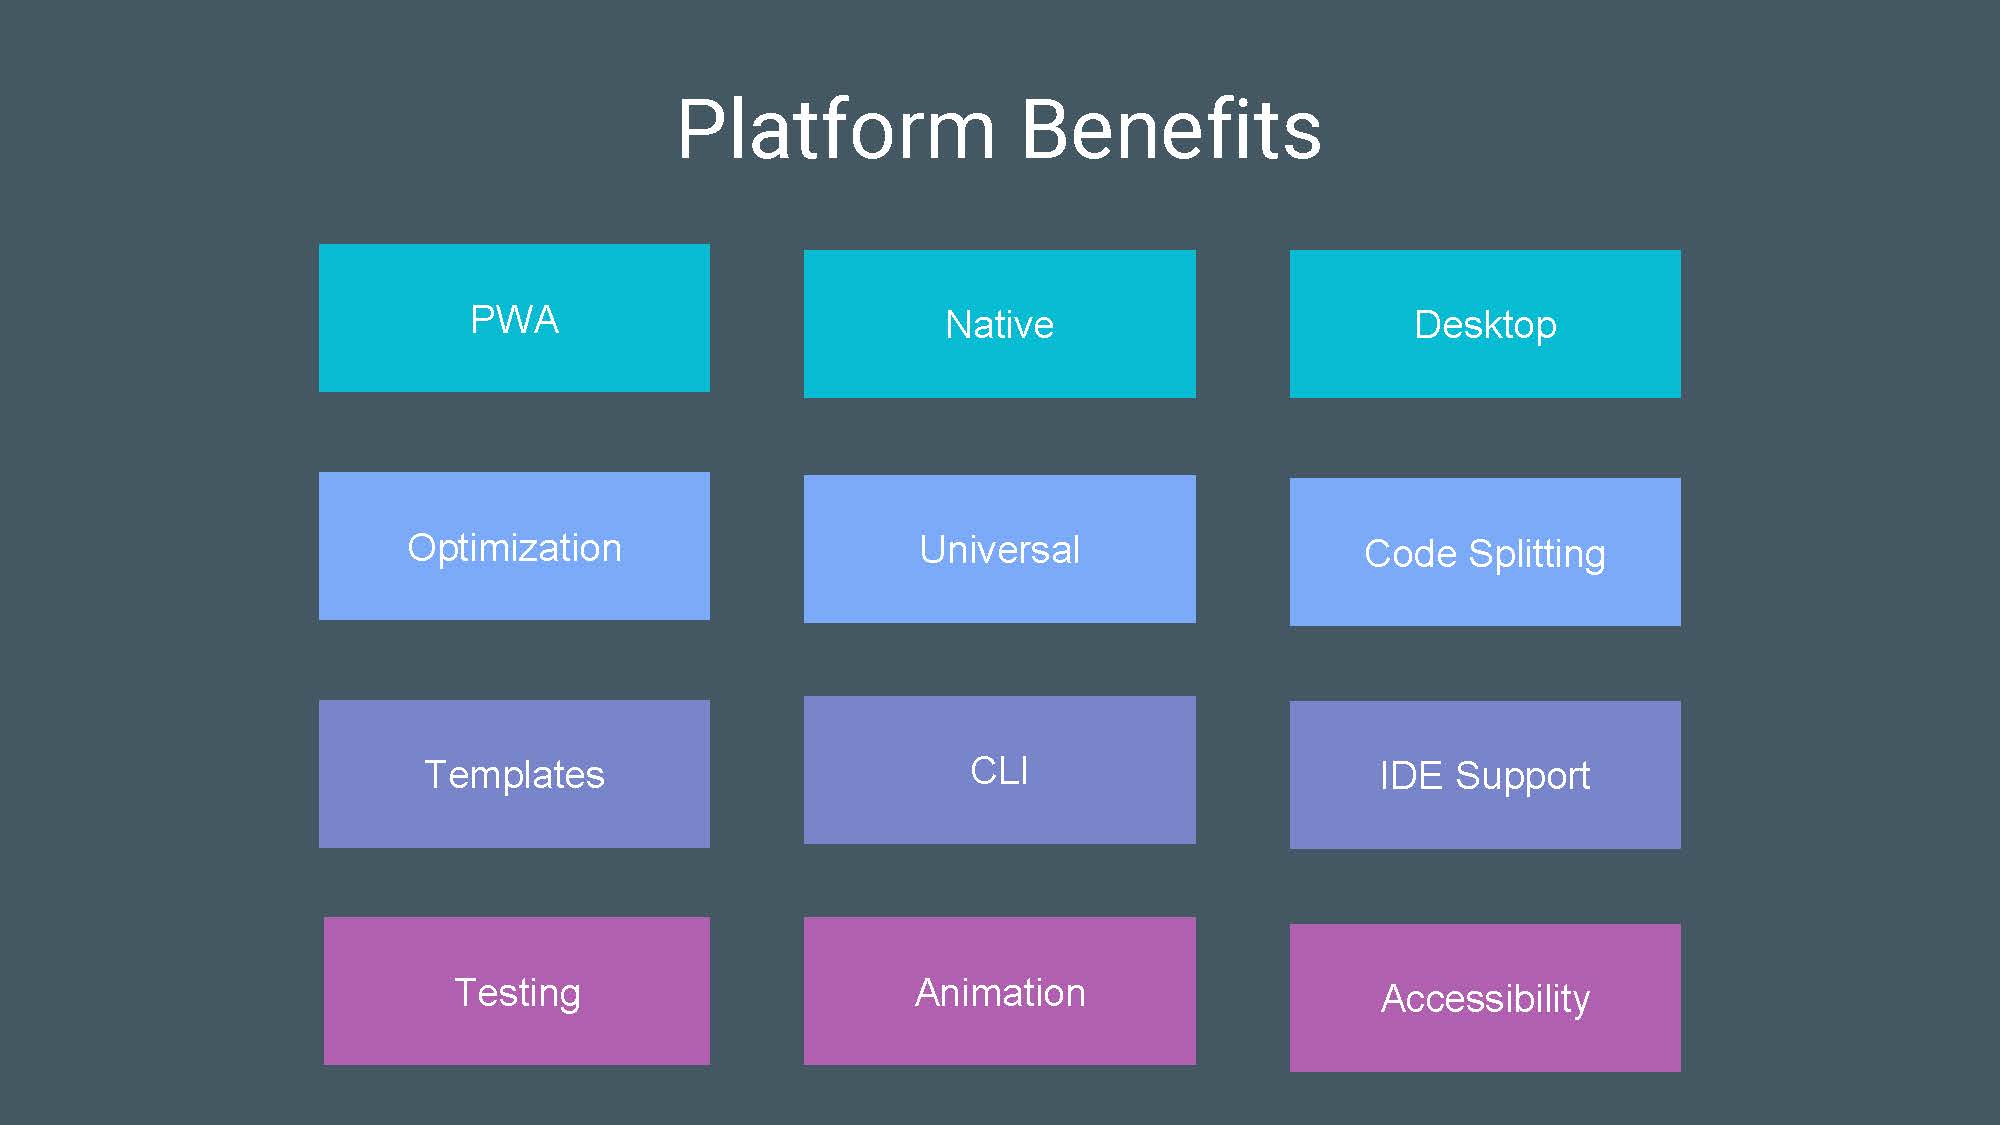 Platform Benefits
PWA
Native
Desktop
Optimization
Universal
Code Splitting
Templates
CLI
IDE Support
Testing
Animation
Accessibility